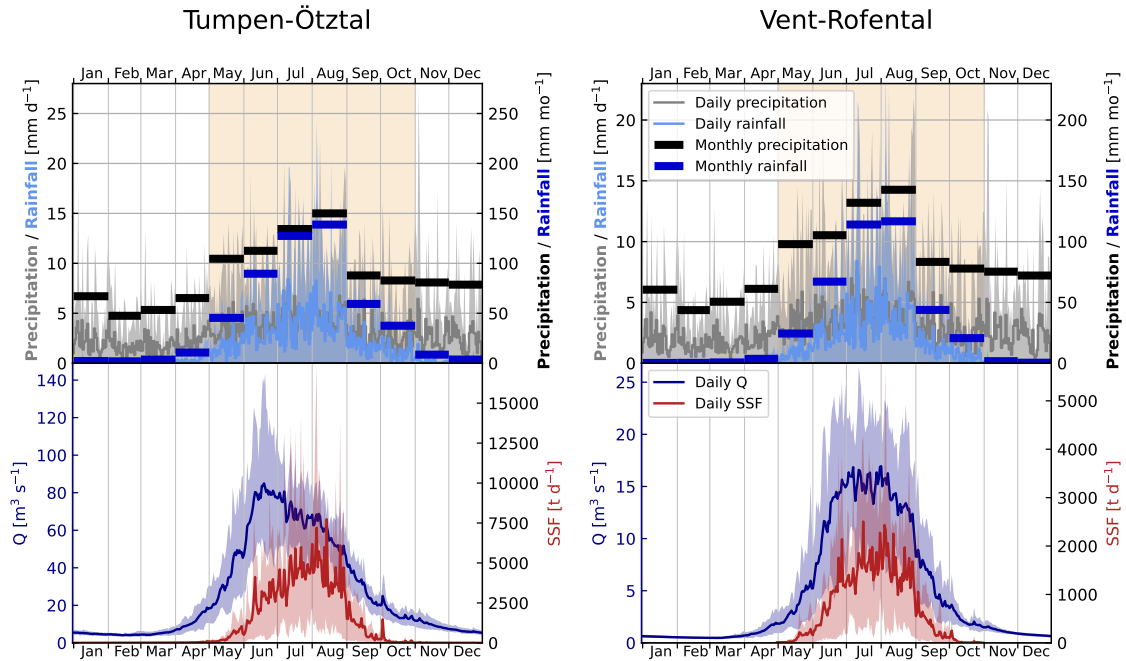 Tumpen-Ötztal
Vent-Rofental
Jan Feb Mar Apr May Jun Jul Aug Sep Oct Nov Dec
Jan Feb Mar Apr May Jun Jul Aug Sep Oct Nov Dec
Precipitation / Rainfall [mm d⁻¹]
25
20
15
10
5
0
Precipitation / Rainfall [mm mo⁻¹]
250
200
150
100
50
0
Precipitation / Rainfall [mm d⁻¹]
20
15
10
5
0
Daily precipitation
Daily rainfall
Monthly precipitation
Monthly rainfall
Precipitation / Rainfall [mm mo⁻¹]
200
150
100
50
0
Q [m³ s⁻¹]
140
120
100
80
60
40
20
0
SSF [t d⁻¹]
15000
12500
10000
7500
5000
2500
0
Q [m³ s⁻¹]
25
20
15
10
5
0
Daily Q
Daily SSF
SSF [t d⁻¹]
5000
4000
3000
2000
1000
0
Jan Feb Mar Apr May Jun Jul Aug Sep Oct Nov Dec
Jan Feb Mar Apr May Jun Jul Aug Sep Oct Nov Dec